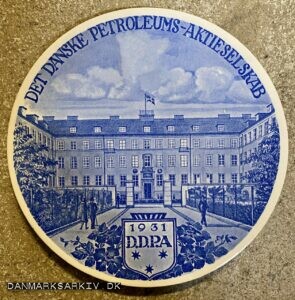 DET DANSKE PETROLEUMS-AKTIESELSKAB
1931
D.D.P.A
DANMARKSARKIV.DK